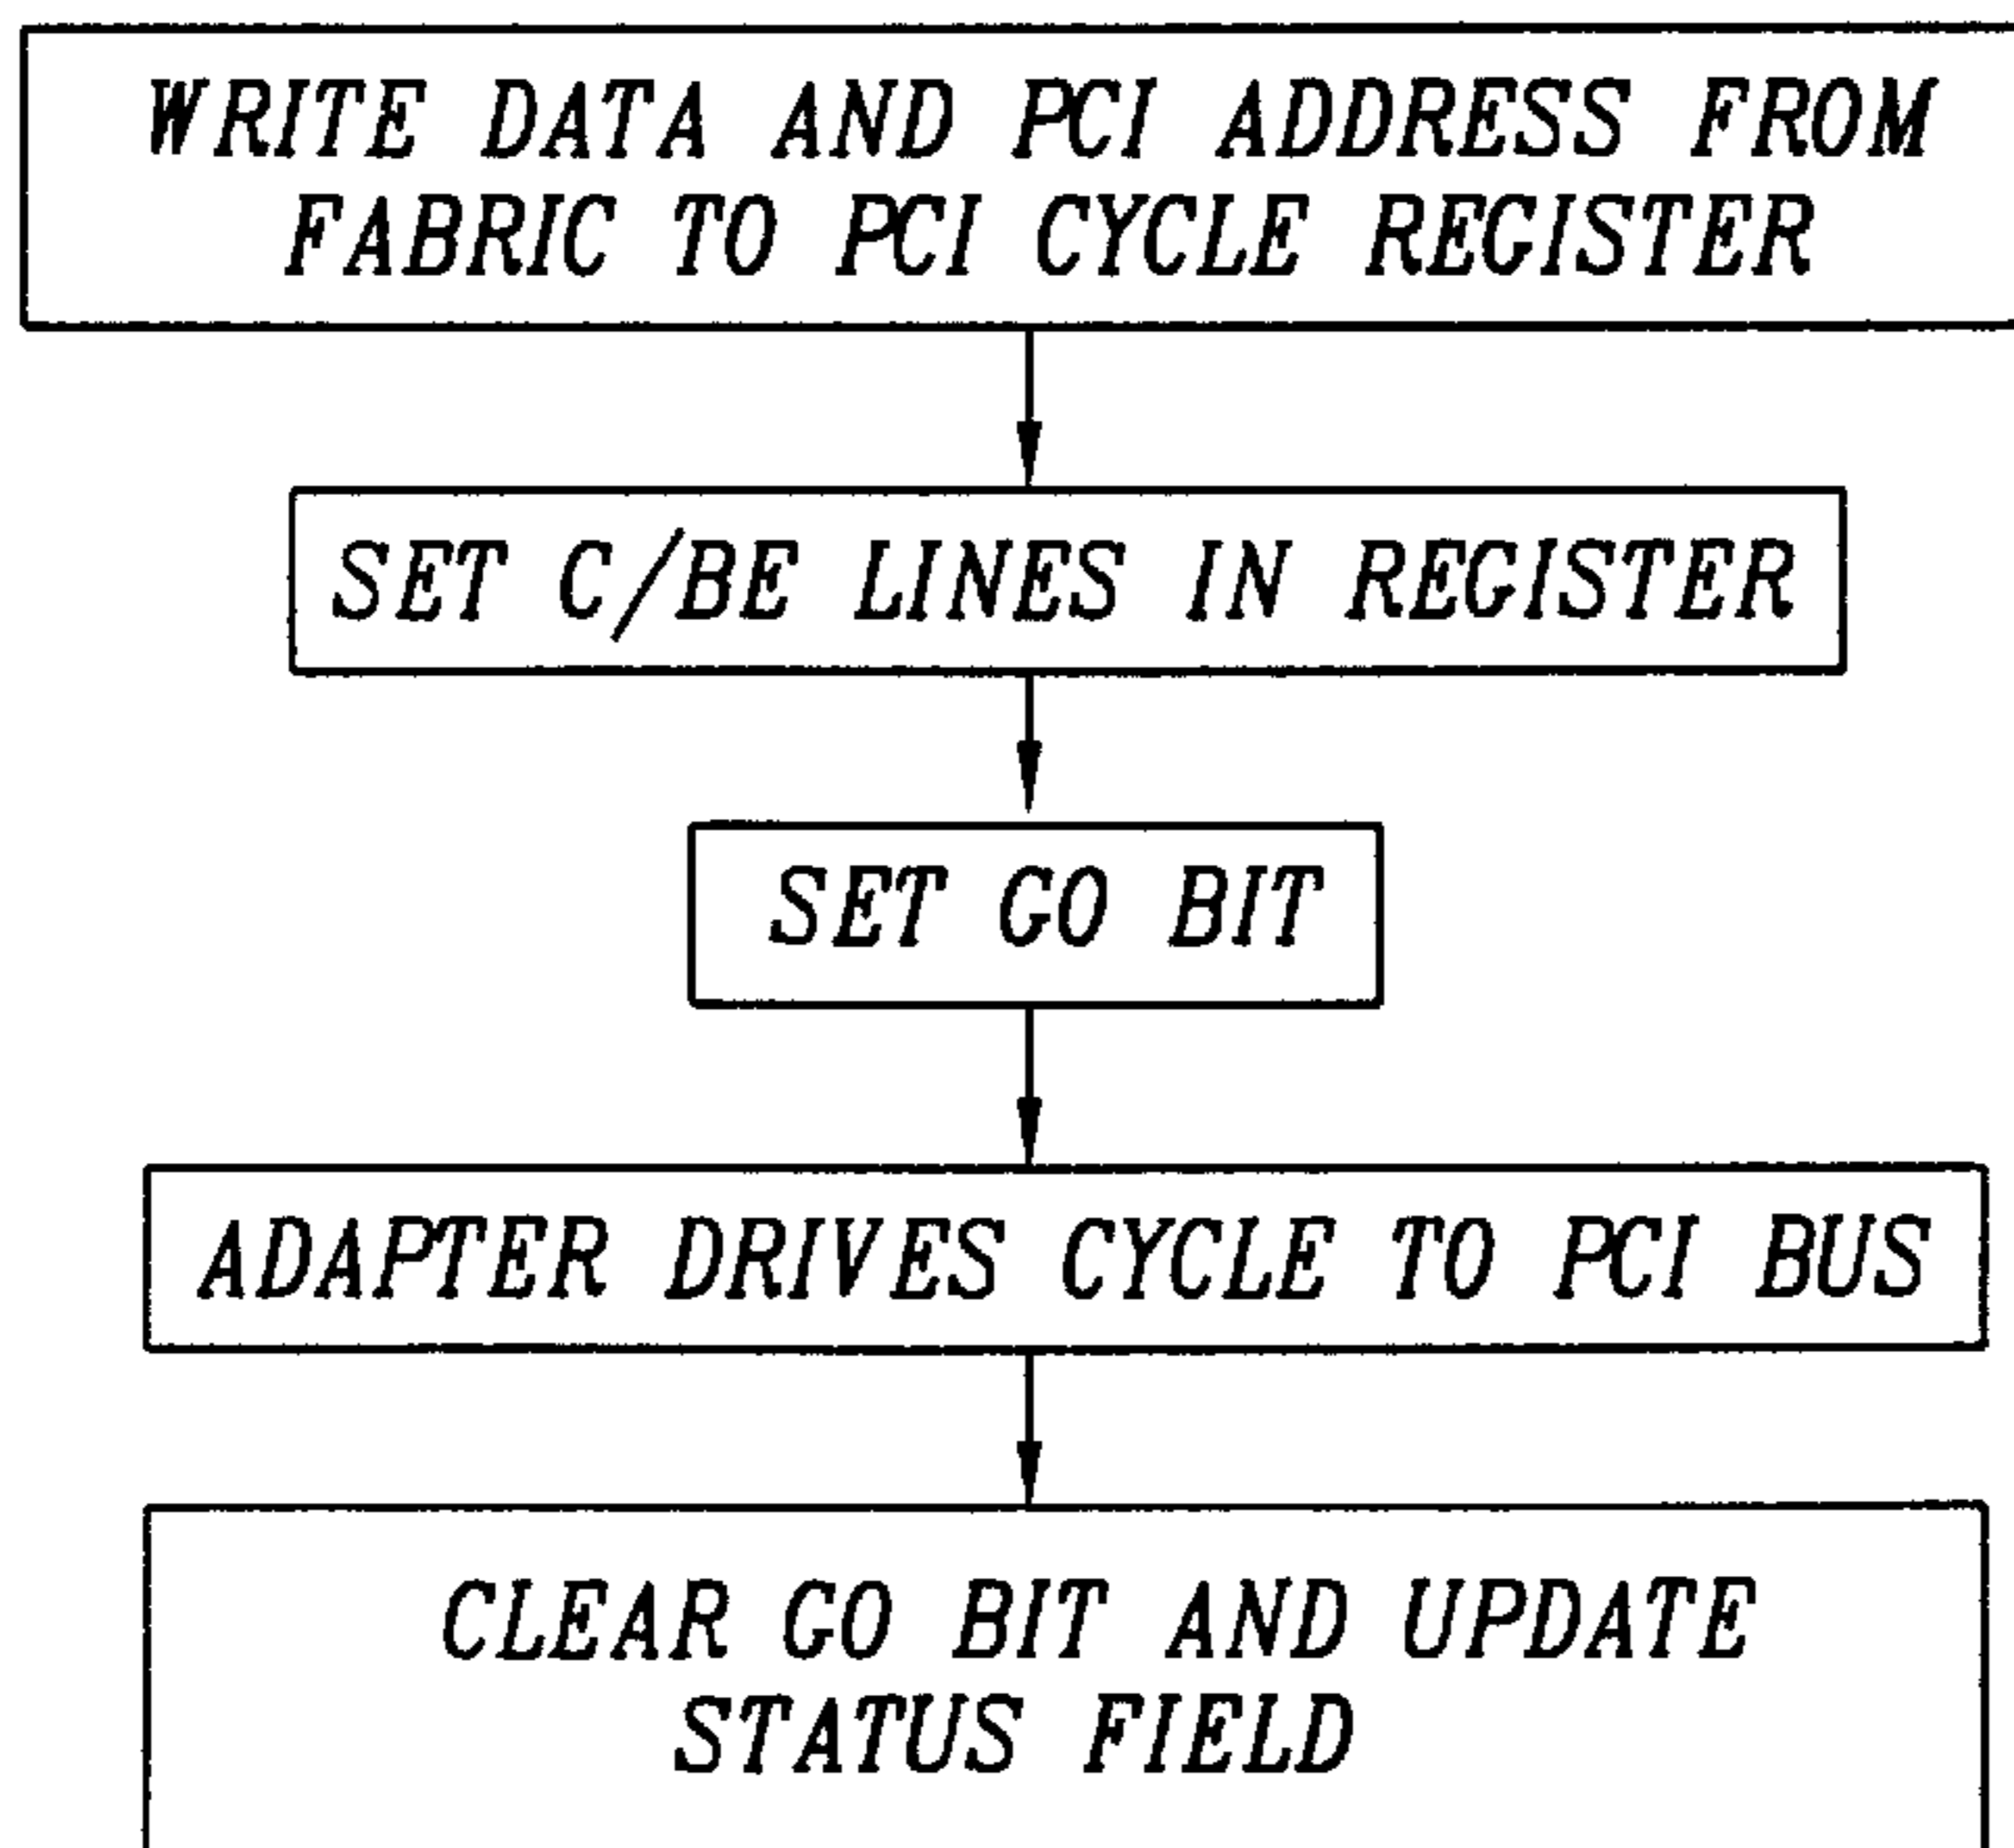 WRITE DATA AND PCI ADDRESS FROM
FABRIC TO PCI CYCLE REGISTER
SET C/BE LINES IN REGISTER
SET GO BIT
ADAPTER DRIVES CYCLE TO PCI BUS
CLEAR GO BIT AND UPDATE
STATUS FIELD